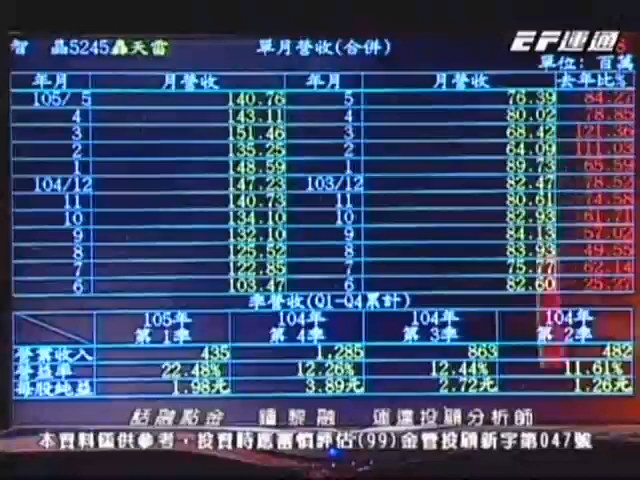 智 晶5245轟天雷 單月營收(合併) EF運通
單位: 百萬
年月 月營收 年月 月營收 去年比%
105/ 5 140.76 5 76.39 84.27
4 143.11 4 80.02 78.85
3 151.46 3 68.42 121.36
2 135.25 2 64.09 111.03
1 148.59 1 89.73 65.59
104/12 147.23 103/12 82.47 78.52
11 140.73 11 80.61 74.58
10 134.10 10 82.93 61.71
9 132.10 9 84.13 57.02
8 125.52 8 83.93 49.55
7 122.85 7 75.77 62.14
6 103.47 6 82.60 25.27
季營收(Q1-Q4累計)
105年 104年 104年 104年
第 1季 第 4季 第 3季 第 2季
營業收入 435 1,285 863 482
營益率 22.48% 12.26% 12.44% 11.61%
每股純益 1.98元 3.89元 2.72元 1.26元
話融點金 鐘黎融 運達投顧分析師
本資料僅供參考，投資時應審慎評估(99)金管投顧新字第047號